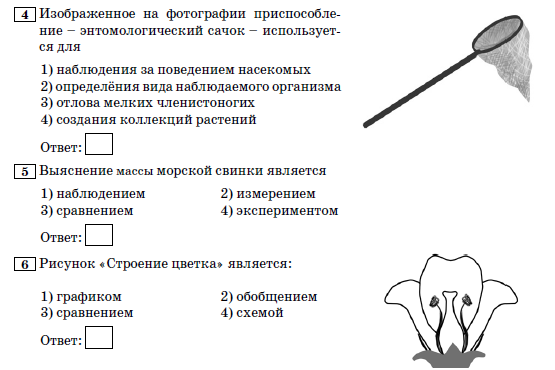 4 Изображенное на фотографии приспособле-
ние – энтомологический сачок – использует-
ся для
1) наблюдения за поведением насекомых
2) определёния вида наблюдаемого организма
3) отлова мелких членистоногих
4) создания коллекций растений
Ответ:
5 Выяснение массы морской свинки является
1) наблюдением 2) измерением
3) сравнением 4) экспериментом
Ответ:
6 Рисунок «Строение цветка» является:
1) графиком 2) обобщением
3) сравнением 4) схемой
Ответ: